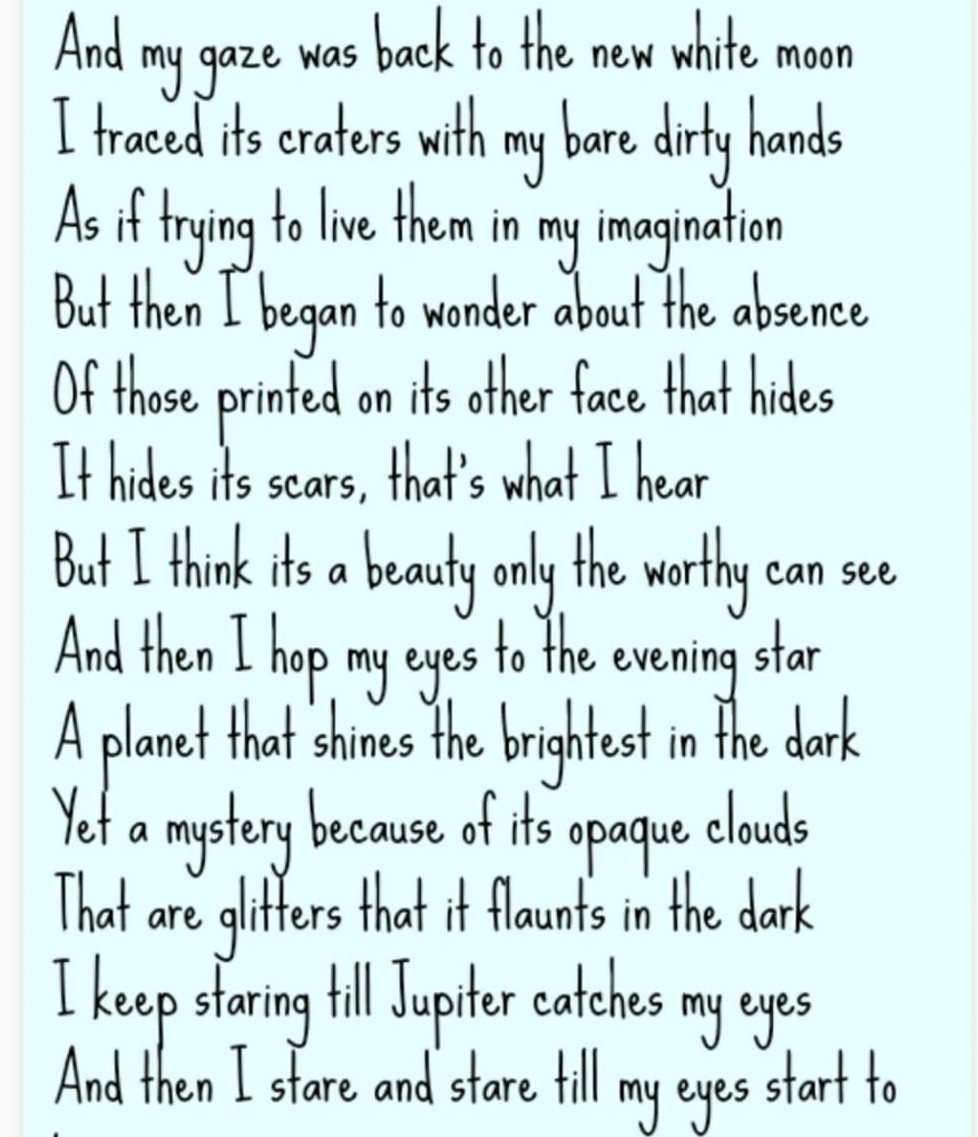 And my gaze was back to the new white moon
I traced its craters with my bare dirty hands
As if trying to live them in my imagination
But then I began to wonder about the absence
Of those printed on its other face that hides
It hides its scars, that's what I hear
But I think its a beauty only the worthy can see
And then I hop my eyes to the evening star
A planet that shines the brightest in the dark
Yet a mystery because of its opaque clouds
That are glitters that it flaunts in the dark
I keep staring till Jupiter catches my eyes
And then I stare and stare till my eyes start to